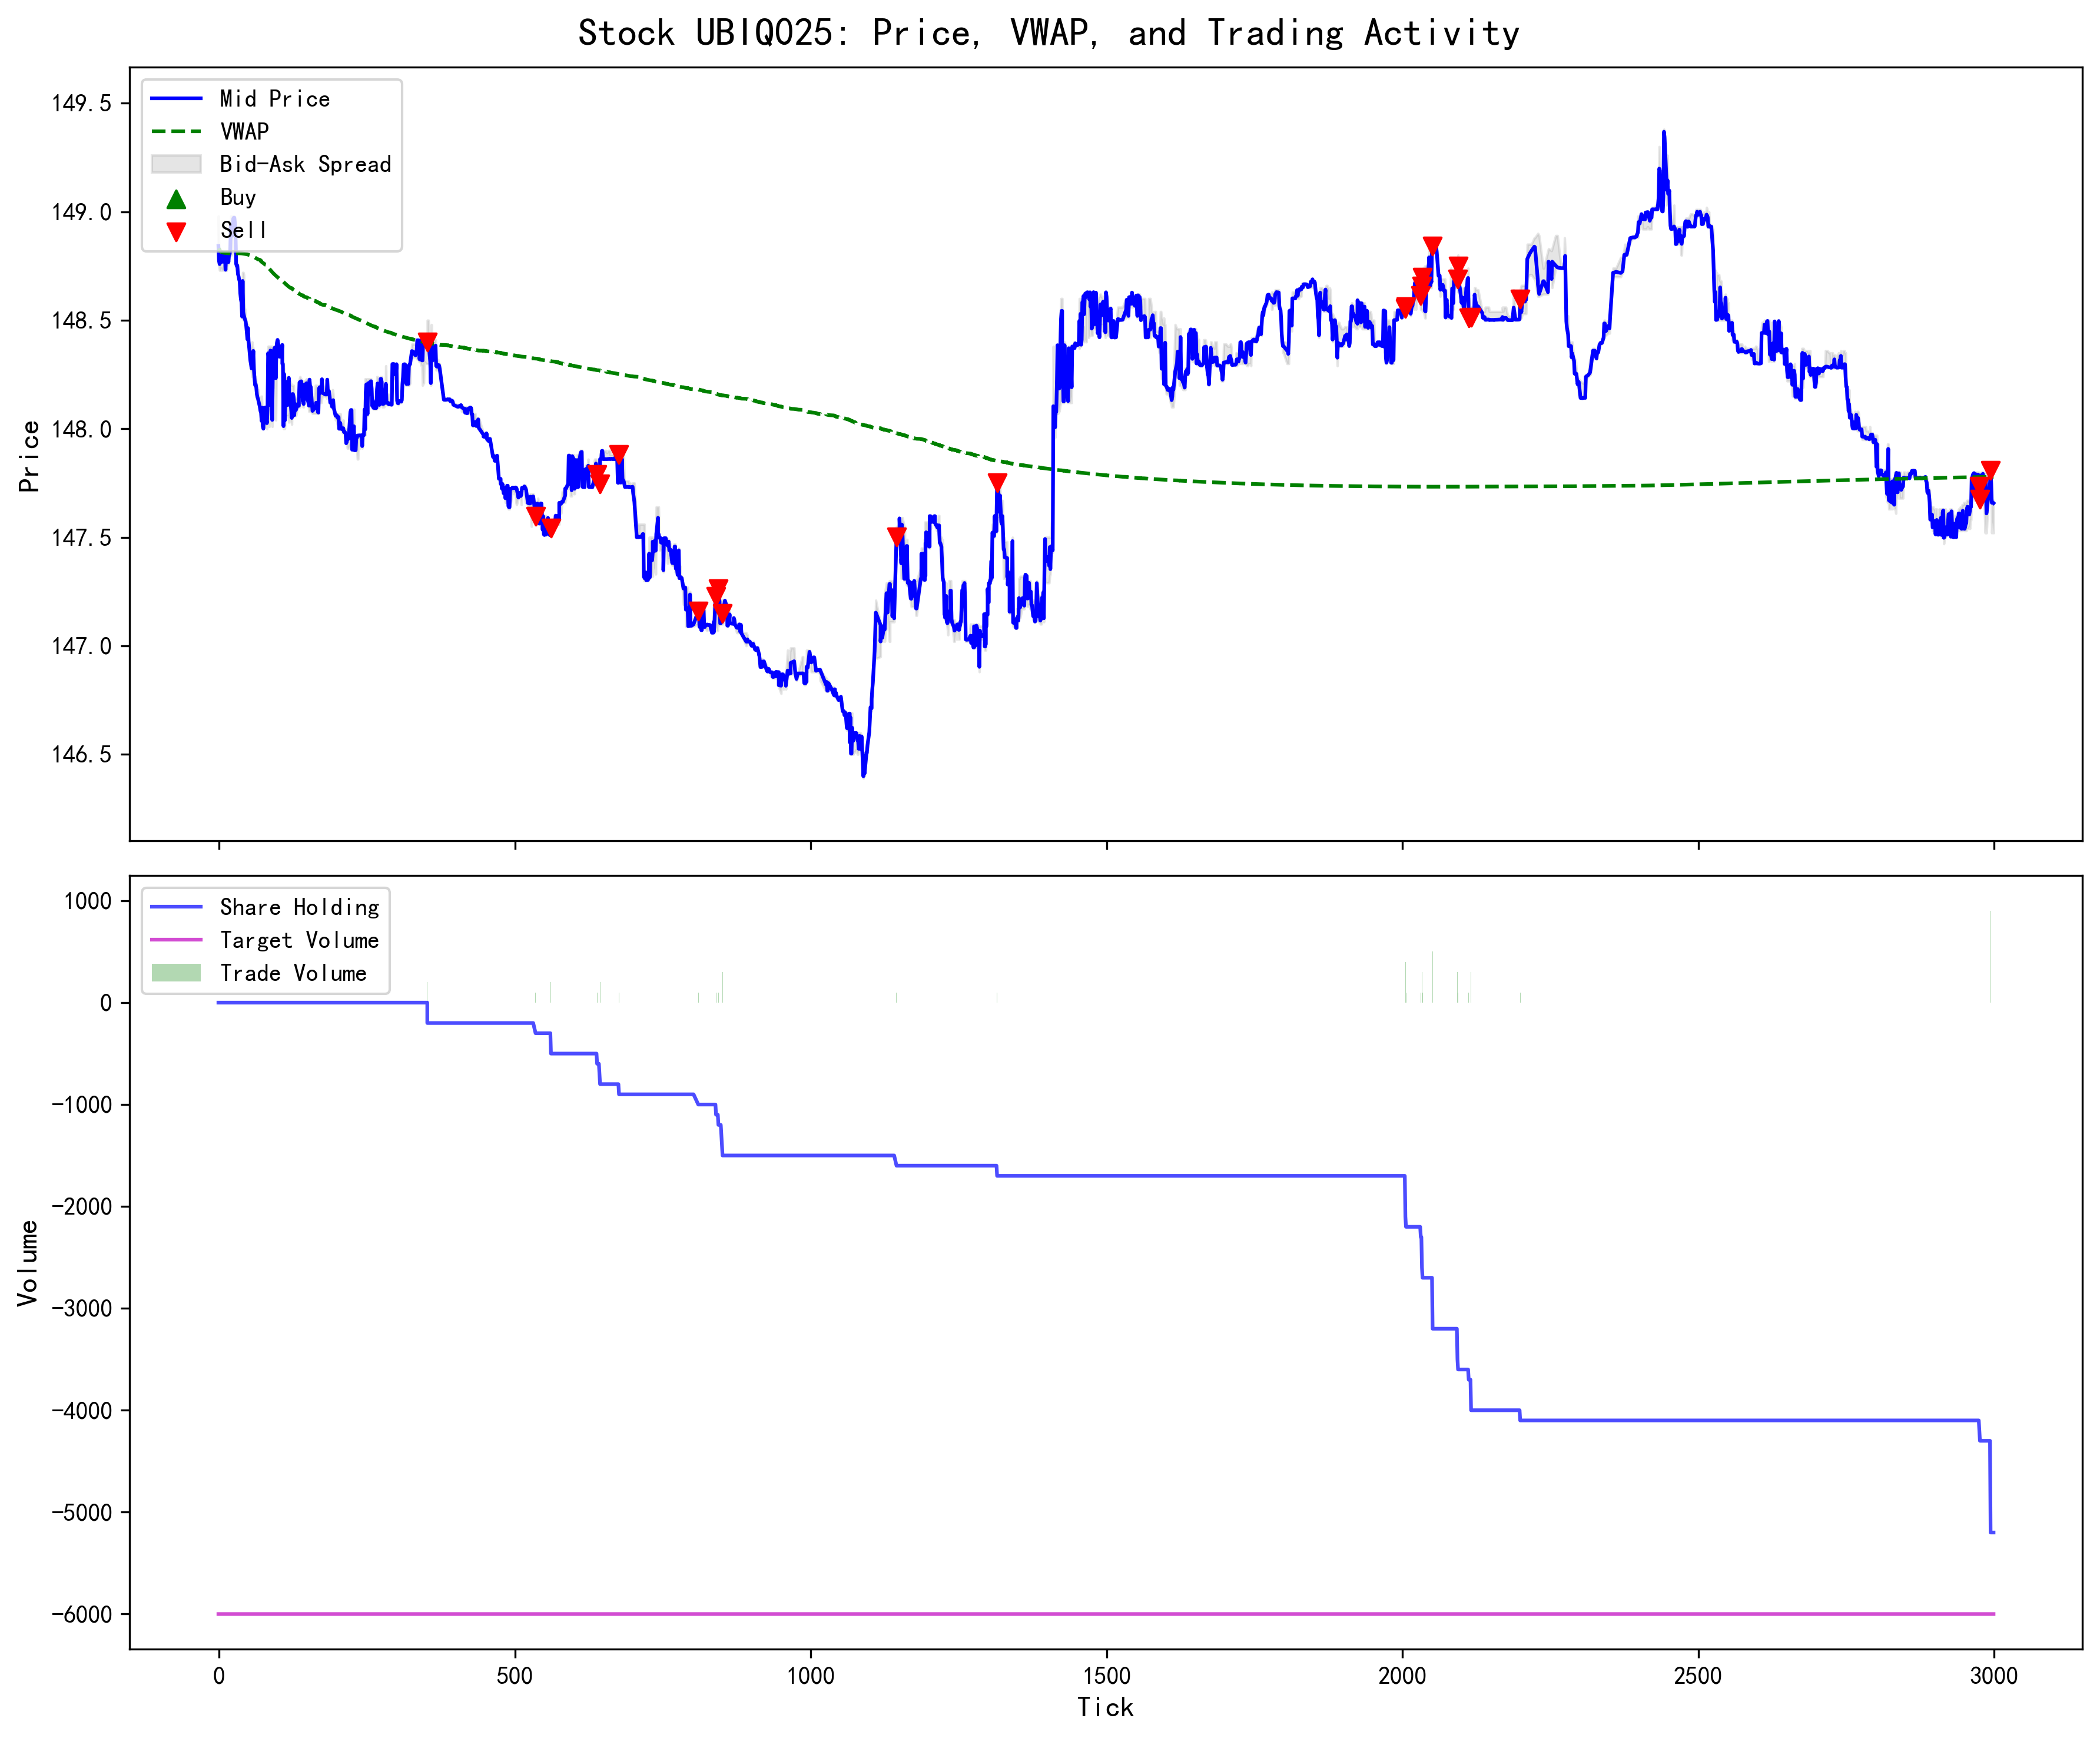 Stock UBIQ025: Price, VWAP, and Trading Activity
Mid Price
VWAP
Bid-Ask Spread
Buy
Sell
149.5
149.0
148.5
148.0
147.5
147.0
146.5
Price
Share Holding
Target Volume
Trade Volume
1000
0
-1000
-2000
-3000
-4000
-5000
-6000
Volume
0
500
1000
1500
2000
2500
3000
Tick